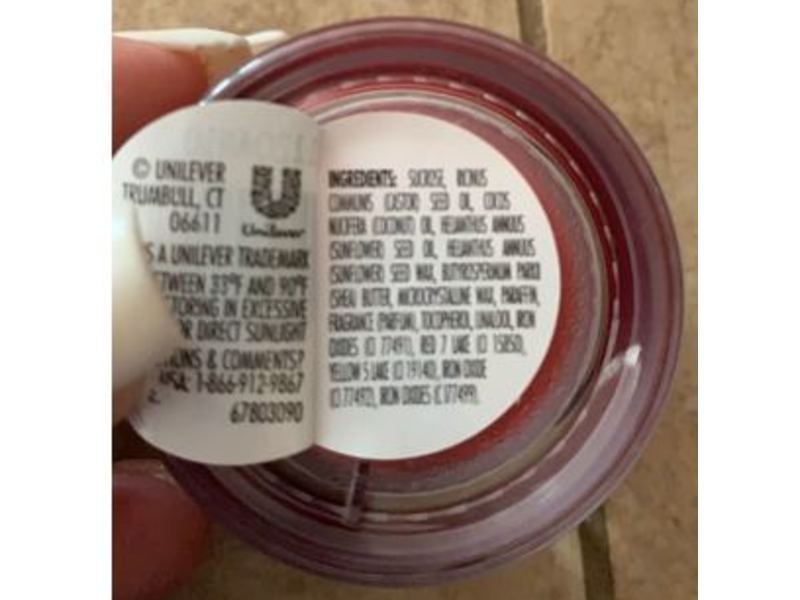 © UNILEVER
TRUMBULL, CT
06611
Unilever
S A UNILEVER TRADEMARK
TWEEN 33°F AND 90°F
TORING IN EXCESSIVE
R DIRECT SUNLIGHT
ONS & COMMENTS?
USA: 1-866-912-9867
67803090
INGREDIENTS: SUCROSE, RICINUS
COMMUNIS (CASTOR) SEED OIL, COCOS
NUCIFERA (COCONUT) OIL, HELIANTHUS ANNUUS
(SUNFLOWER) SEED OIL, HELIANTHUS ANNUUS
(SUNFLOWER) SEED WAX, BUTYROSPERMUM PARKII
(SHEA) BUTTER, MICROCRYSTALLINE WAX, PARAFFIN,
FRAGRANCE (PARFUM), TOCOPHEROL, LINALOOL, IRON
OXIDES (CI 77491), RED 7 LAKE (CI 15850),
YELLOW 5 LAKE (CI 19140), IRON OXIDE
(CI 77492), IRON OXIDES (CI 77499).